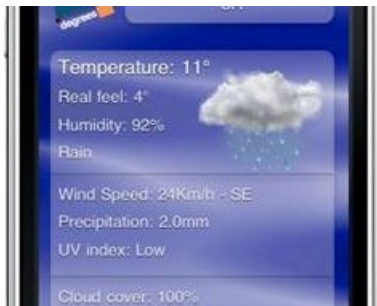 degrees
Temperature: 11°
Real feel: 4°
Humidity: 92%
Rain
Wind Speed: 24Km/h - SE
Precipitation: 2.0mm
UV index: Low
Cloud cover: 100%